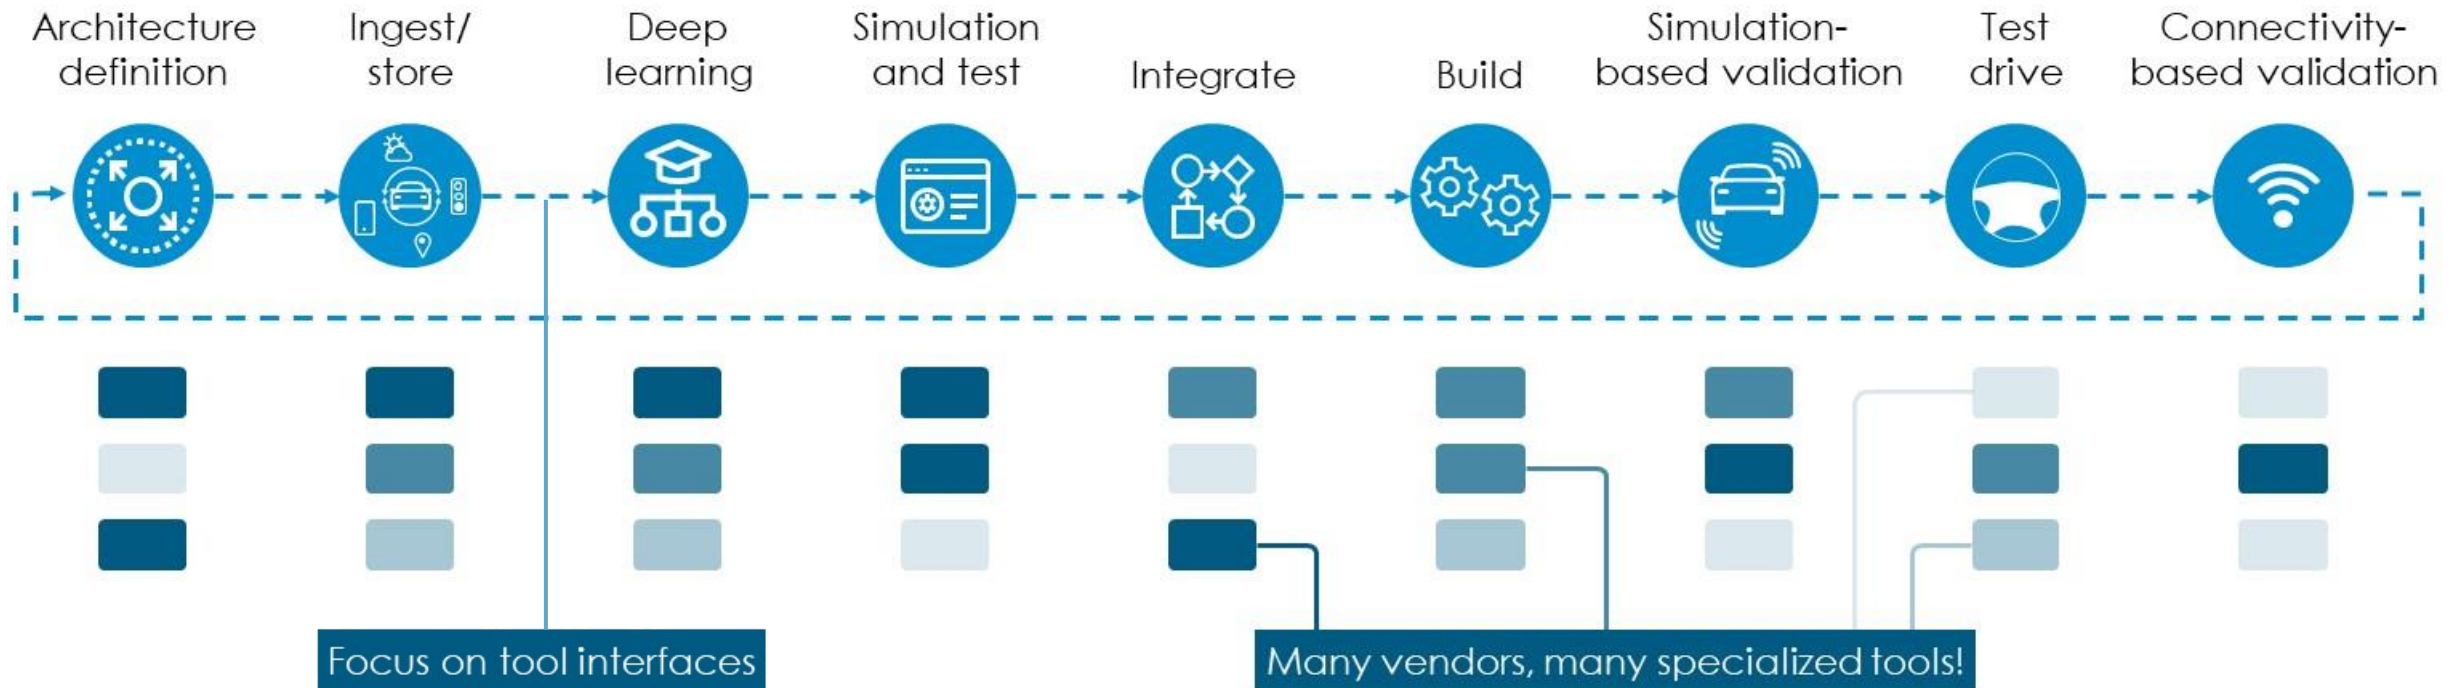 Architecture
definition
Ingest/
store
Deep
learning
Simulation
and test
Integrate
Build
Simulation-
based validation
Test
drive
Connectivity-
based validation
Focus on tool interfaces
Many vendors, many specialized tools!